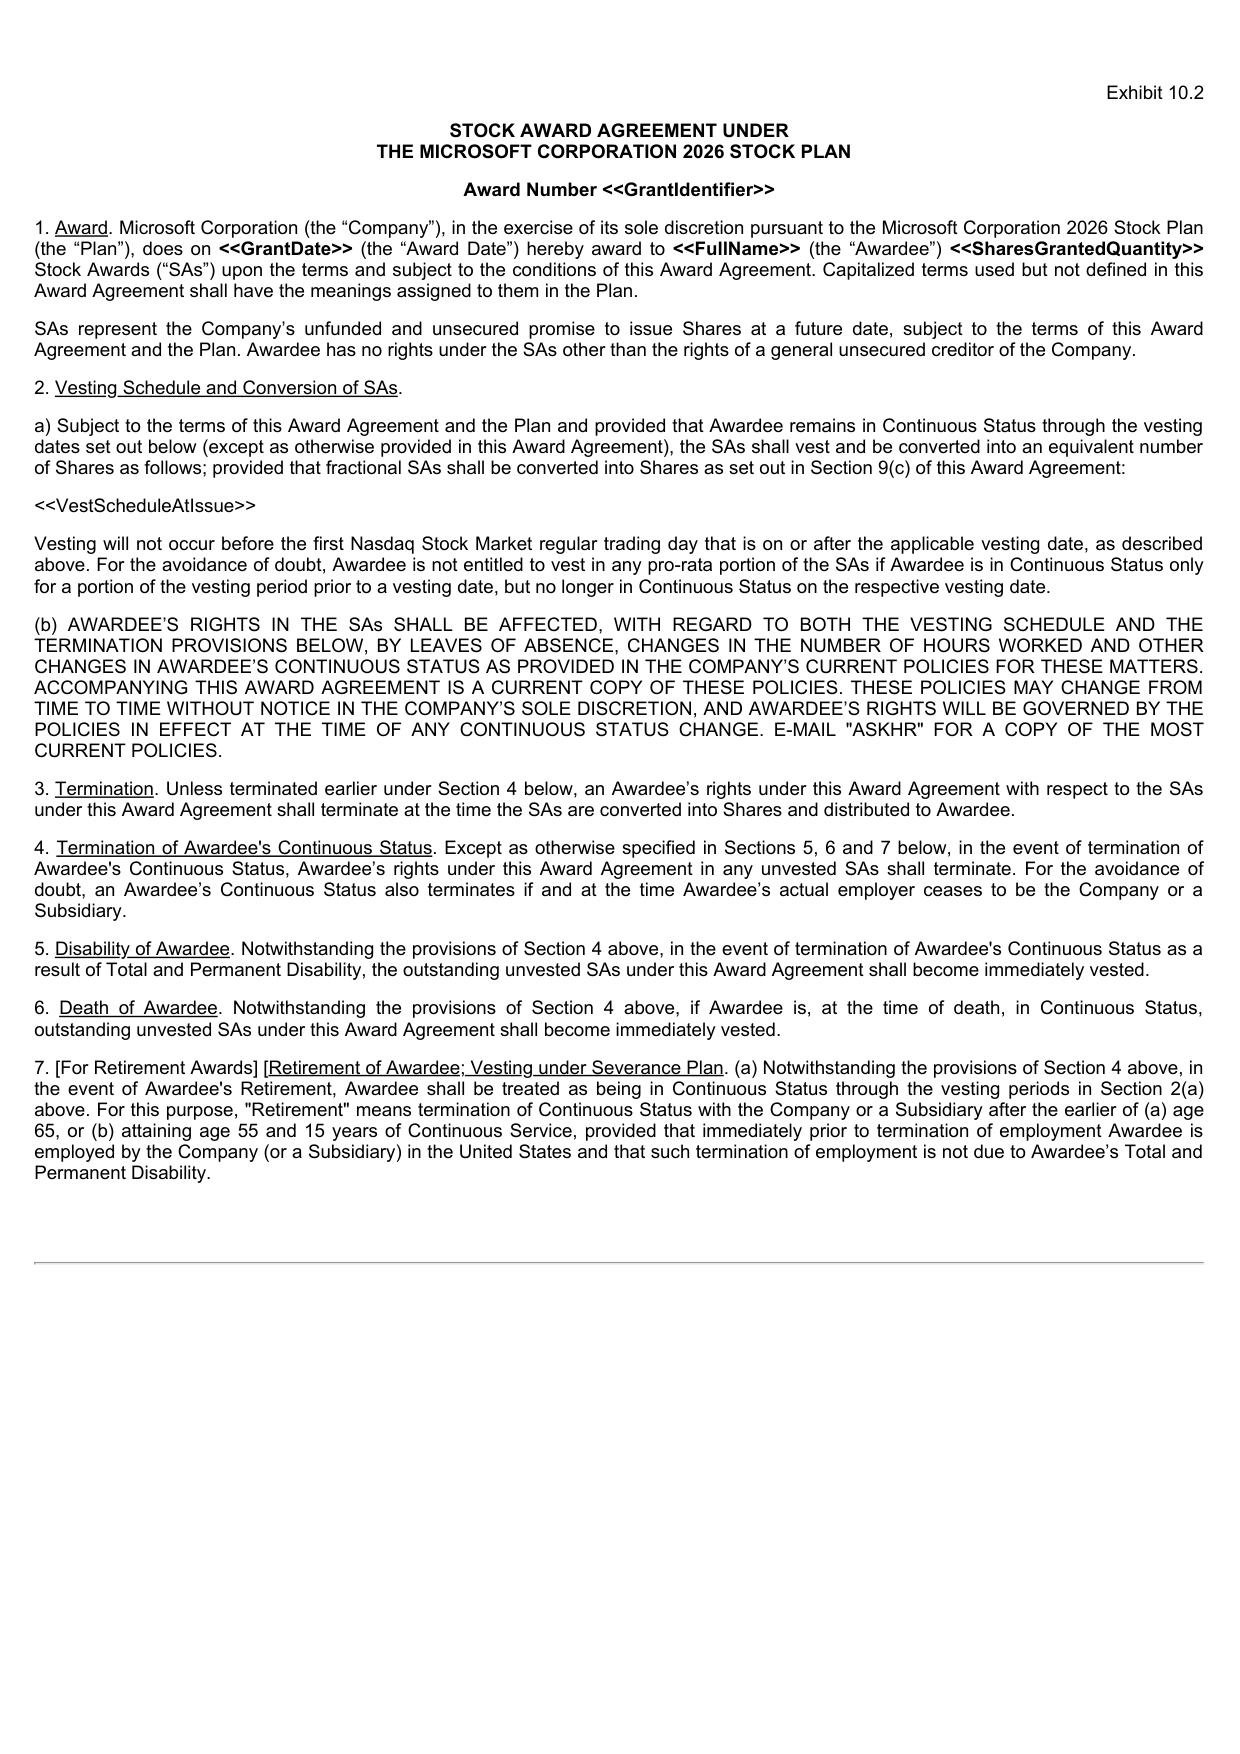 Exhibit 10.2
STOCK AWARD AGREEMENT UNDER
THE MICROSOFT CORPORATION 2026 STOCK PLAN
Award Number <<GrantIdentifier>>
1. Award. Microsoft Corporation (the “Company”), in the exercise of its sole discretion pursuant to the Microsoft Corporation 2026 Stock Plan
(the “Plan”), does on <<GrantDate>> (the “Award Date”) hereby award to <<FullName>> (the “Awardee”) <<SharesGrantedQuantity>>
Stock Awards (“SAs”) upon the terms and subject to the conditions of this Award Agreement. Capitalized terms used but not defined in this
Award Agreement shall have the meanings assigned to them in the Plan.
SAs represent the Company’s unfunded and unsecured promise to issue Shares at a future date, subject to the terms of this Award
Agreement and the Plan. Awardee has no rights under the SAs other than the rights of a general unsecured creditor of the Company.
2. Vesting Schedule and Conversion of SAs.
a) Subject to the terms of this Award Agreement and the Plan and provided that Awardee remains in Continuous Status through the vesting
dates set out below (except as otherwise provided in this Award Agreement), the SAs shall vest and be converted into an equivalent number
of Shares as follows; provided that fractional SAs shall be converted into Shares as set out in Section 9(c) of this Award Agreement:
<<VestScheduleAtIssue>>
Vesting will not occur before the first Nasdaq Stock Market regular trading day that is on or after the applicable vesting date, as described
above. For the avoidance of doubt, Awardee is not entitled to vest in any pro-rata portion of the SAs if Awardee is in Continuous Status only
for a portion of the vesting period prior to a vesting date, but no longer in Continuous Status on the respective vesting date.
(b) AWARDEE’S RIGHTS IN THE SAs SHALL BE AFFECTED, WITH REGARD TO BOTH THE VESTING SCHEDULE AND THE
TERMINATION PROVISIONS BELOW, BY LEAVES OF ABSENCE, CHANGES IN THE NUMBER OF HOURS WORKED AND OTHER
CHANGES IN AWARDEE’S CONTINUOUS STATUS AS PROVIDED IN THE COMPANY’S CURRENT POLICIES FOR THESE MATTERS.
ACCOMPANYING THIS AWARD AGREEMENT IS A CURRENT COPY OF THESE POLICIES. THESE POLICIES MAY CHANGE FROM
TIME TO TIME WITHOUT NOTICE IN THE COMPANY’S SOLE DISCRETION, AND AWARDEE’S RIGHTS WILL BE GOVERNED BY THE
POLICIES IN EFFECT AT THE TIME OF ANY CONTINUOUS STATUS CHANGE. E-MAIL "ASKHR" FOR A COPY OF THE MOST
CURRENT POLICIES.
3. Termination. Unless terminated earlier under Section 4 below, an Awardee’s rights under this Award Agreement with respect to the SAs
under this Award Agreement shall terminate at the time the SAs are converted into Shares and distributed to Awardee.
4. Termination of Awardee's Continuous Status. Except as otherwise specified in Sections 5, 6 and 7 below, in the event of termination of
Awardee's Continuous Status, Awardee’s rights under this Award Agreement in any unvested SAs shall terminate. For the avoidance of
doubt, an Awardee’s Continuous Status also terminates if and at the time Awardee’s actual employer ceases to be the Company or a
Subsidiary.
5. Disability of Awardee. Notwithstanding the provisions of Section 4 above, in the event of termination of Awardee's Continuous Status as a
result of Total and Permanent Disability, the outstanding unvested SAs under this Award Agreement shall become immediately vested.
6. Death of Awardee. Notwithstanding the provisions of Section 4 above, if Awardee is, at the time of death, in Continuous Status,
outstanding unvested SAs under this Award Agreement shall become immediately vested.
7. [For Retirement Awards] [Retirement of Awardee; Vesting under Severance Plan. (a) Notwithstanding the provisions of Section 4 above, in
the event of Awardee's Retirement, Awardee shall be treated as being in Continuous Status through the vesting periods in Section 2(a)
above. For this purpose, "Retirement" means termination of Continuous Status with the Company or a Subsidiary after the earlier of (a) age
65, or (b) attaining age 55 and 15 years of Continuous Service, provided that immediately prior to termination of employment Awardee is
employed by the Company (or a Subsidiary) in the United States and that such termination of employment is not due to Awardee’s Total and
Permanent Disability.